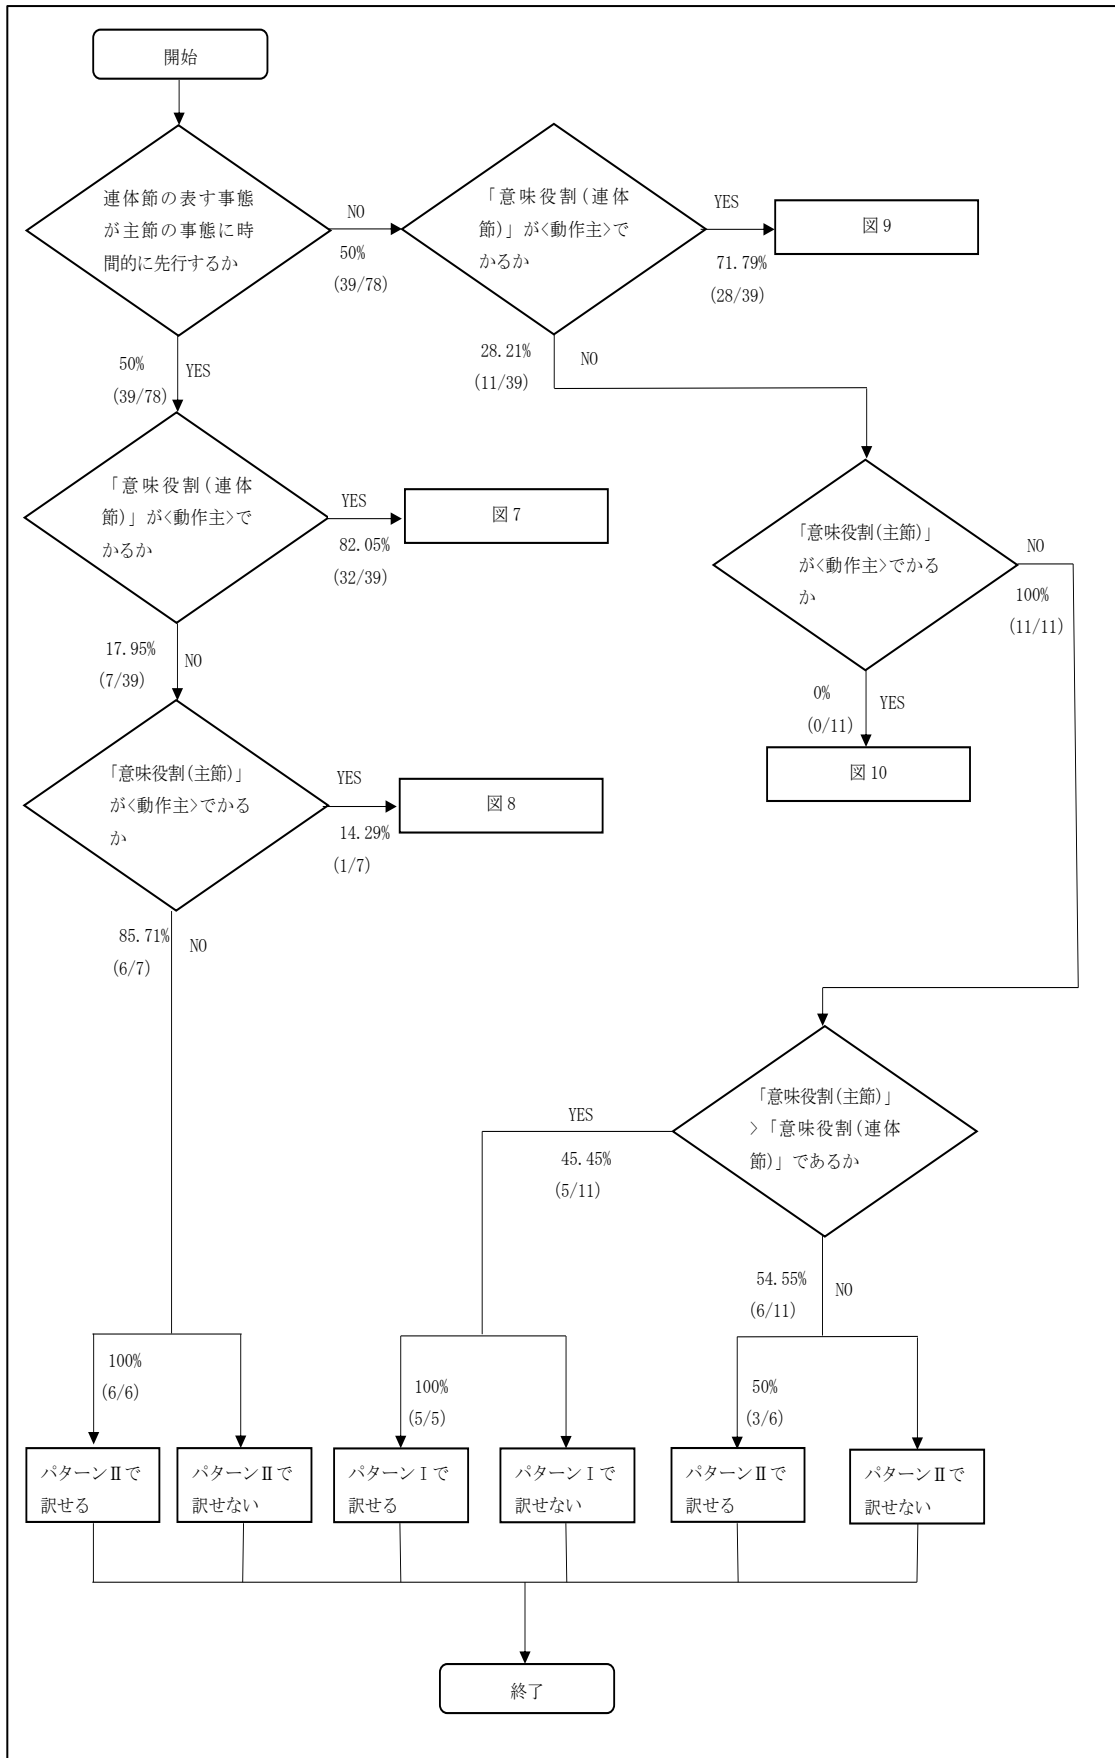 開始
連体節の表す事態
が主節の事態に時
間的に先行するか
NO
50%
(39/78)
「意味役割(連体
節)」が<動作主>で
かるか
YES
71.79%
(28/39)
図 9
50%
(39/78)
YES
28.21%
(11/39)
NO
「意味役割(連体
節)」が<動作主>で
かるか
YES
82.05%
(32/39)
図 7
「意味役割(主節)」
が<動作主>でかる
か
NO
100%
(11/11)
17.95%
(7/39)
NO
0%
(0/11)
YES
図 10
「意味役割(主節)」
が<動作主>でかる
か
YES
14.29%
(1/7)
図 8
85.71%
(6/7)
NO
「意味役割(主節)」
>「意味役割(連体
節)」であるか
YES
45.45%
(5/11)
54.55%
(6/11)
NO
100%
(6/6)
100%
(5/5)
50%
(3/6)
パターンⅡで
訳せる
パターンⅡで
訳せない
パターンⅠで
訳せる
パターンⅠで
訳せない
パターンⅡで
訳せる
パターンⅡで
訳せない
終了